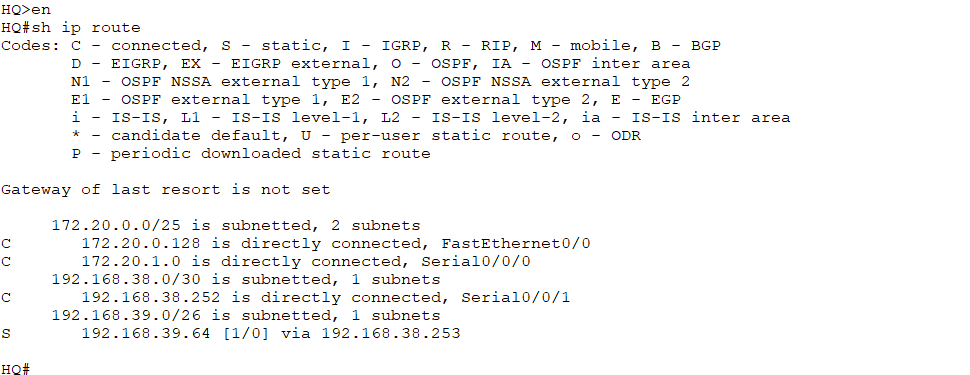 HQ>en
HQ#sh ip route
Codes: C - connected, S - static, I - IGRP, R - RIP, M - mobile, B - BGP
       D - EIGRP, EX - EIGRP external, O - OSPF, IA - OSPF inter area
       N1 - OSPF NSSA external type 1, N2 - OSPF NSSA external type 2
       E1 - OSPF external type 1, E2 - OSPF external type 2, E - EGP
       i - IS-IS, L1 - IS-IS level-1, L2 - IS-IS level-2, ia - IS-IS inter area
       * - candidate default, U - per-user static route, o - ODR
       P - periodic downloaded static route

Gateway of last resort is not set

     172.20.0.0/25 is subnetted, 2 subnets
C       172.20.0.128 is directly connected, FastEthernet0/0
C       172.20.1.0 is directly connected, Serial0/0/0
     192.168.38.0/30 is subnetted, 1 subnets
C       192.168.38.252 is directly connected, Serial0/0/1
     192.168.39.0/26 is subnetted, 1 subnets
S       192.168.39.64 [1/0] via 192.168.38.253

HQ#